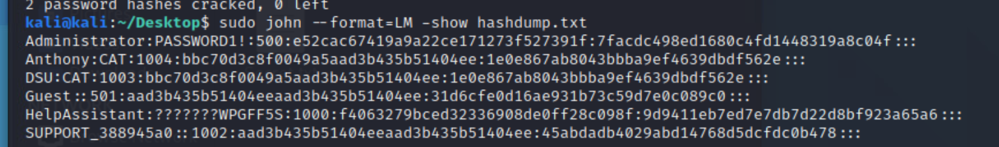 2 password hashes cracked, 0 left
kali@kali:~/Desktop$ sudo john --format=LM -show hashdump.txt
Administrator:PASSWORD1!:500:e52cac67419a9a22ce171273f527391f:7facdc498ed1680c4fd1448319a8c04f:::
Anthony:CAT:1004:bbc70d3c8f0049a5aad3b435b51404ee:1e0e867ab8043bbba9ef4639dbdf562e:::
DSU:CAT:1003:bbc70d3c8f0049a5aad3b435b51404ee:1e0e867ab8043bbba9ef4639dbdf562e:::
Guest::501:aad3b435b51404eeaad3b435b51404ee:31d6cfe0d16ae931b73c59d7e0c089c0:::
HelpAssistant:???????WPGFF5S:1000:f4063279bced32336908de0ff28c098f:9d9411eb7ed7e7db7d22d8bf923a65a6:::
SUPPORT_388945a0::1002:aad3b435b51404eeaad3b435b51404ee:45abdadb4029abd14768d5dcfdc0b478:::